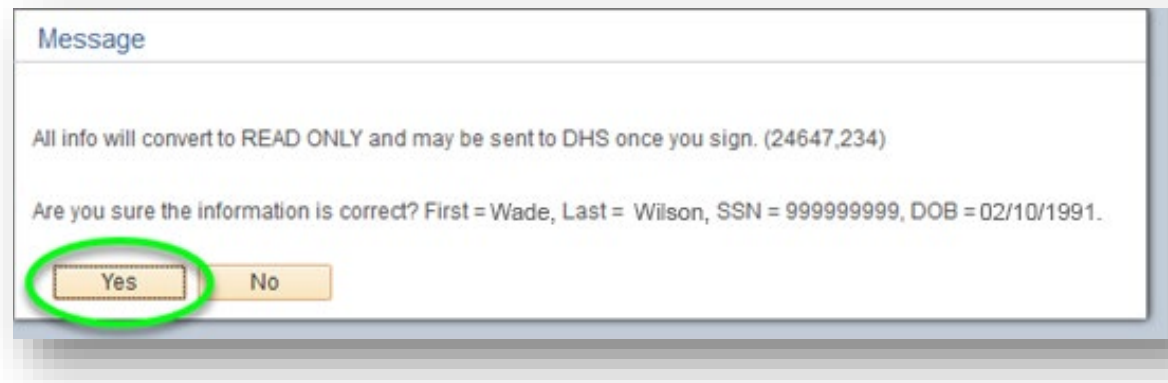 Message
All info will convert to READ ONLY and may be sent to DHS once you sign. (24647,234)
Are you sure the information is correct? First = Wade, Last = Wilson, SSN = 999999999, DOB = 02/10/1991.
Yes No